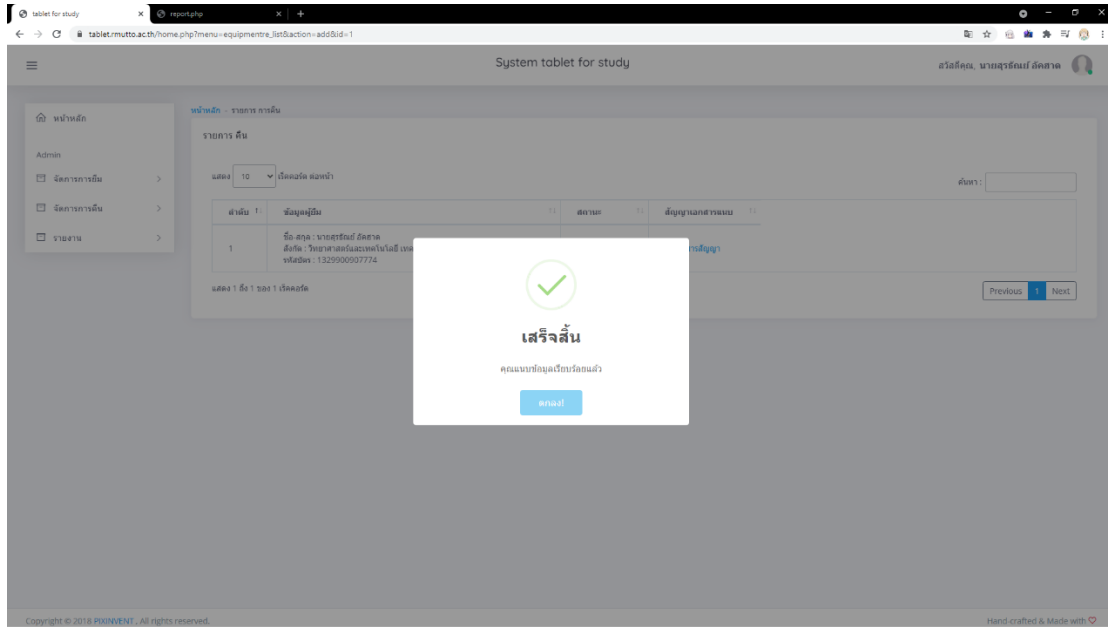 tablet for study
report.php
tablet.rmutto.ac.th/home.php?menu=equipmentre_list&action=add&id=1
System tablet for study
สวัสดีคุณ, นายสุรชัณย์ อัคฮาด
หน้าหลัก
Admin
จัดการการยืม
จัดการการคืน
รายงาน
หน้าหลัก - รายการ การคืน
รายการ คืน
แสดง 10 เร็คคอร์ด ต่อหน้า
ค้นหา :
ลำดับ ข้อมูลผู้ยืม สถานะ สัญญาเอกสารแนบ
1
ชื่อ-สกุล : นายสุรชัณย์ อัคฮาด
สังกัด : วิทยาศาสตร์และเทคโนโลยี
รหัสบัตร : 1329900907774
ารสัญญา
แสดง 1 ถึง 1 ของ 1 เร็คคอร์ด
Previous 1 Next
เสร็จสิ้น
คุณแนบข้อมูลเรียบร้อยแล้ว
ตกลง!
Copyright © 2018 PIXINVENT , All rights reserved.
Hand-crafted & Made with